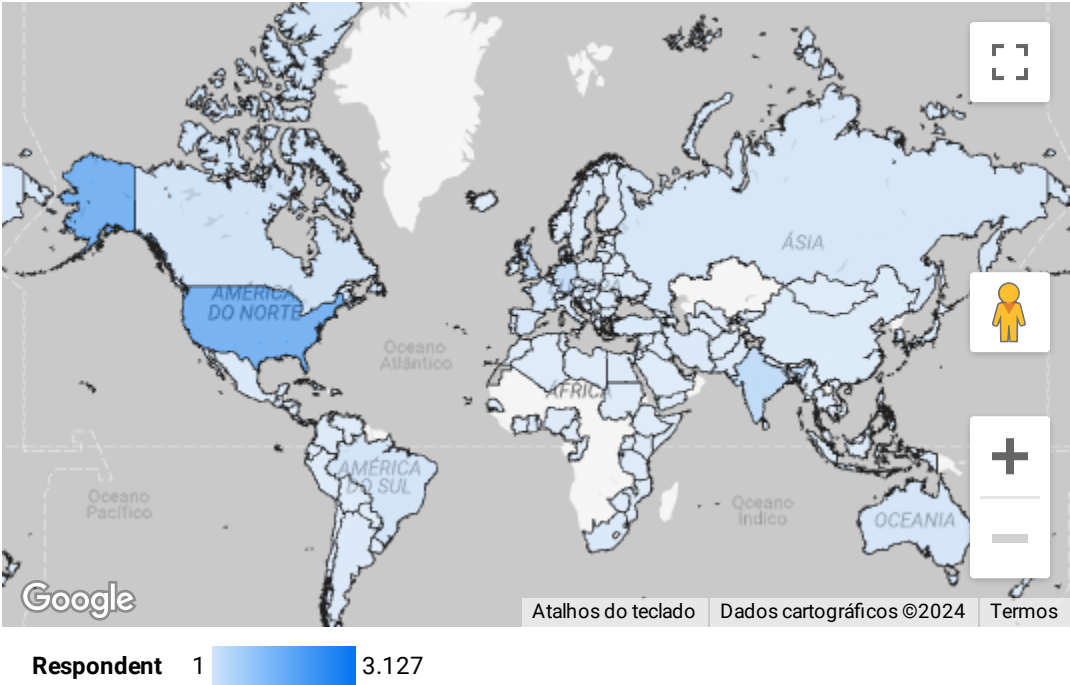 ÁSIA
AMÉRICA
DO NORTE
Oceano
Atlântico
ÁFRICA
AMÉRICA
DO SUL
Oceano
Pacífico
Oceano
Índico
OCEANIA
Google
Atalhos do teclado
Dados cartográficos ©2024
Termos
Respondent 1 3.127